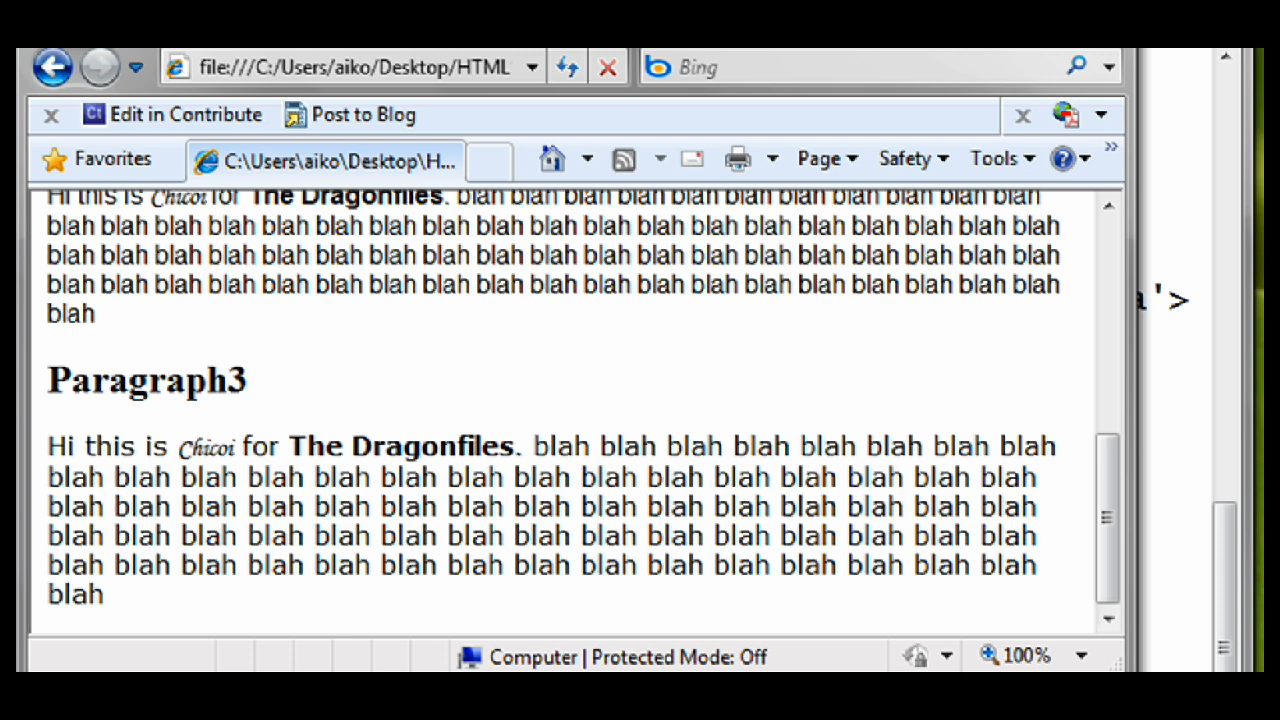 file:///C:/Users/aiko/Desktop/HTML
Bing
x Edit in Contribute Post to Blog x
Favorites C:\Users\aiko\Desktop\H... Page Safety Tools »
Hi this is Chicoi for The Dragonfiles. blah blah blah blah blah blah blah blah blah blah blah
blah blah blah blah blah blah blah blah blah blah blah blah blah blah blah blah blah blah blah
blah blah blah blah blah blah blah blah blah blah blah blah blah blah blah blah blah blah blah
blah blah blah blah blah blah blah blah blah blah blah blah blah blah blah blah blah blah blah
blah
a'>
Paragraph3
Hi this is Chicoi for The Dragonfiles. blah blah blah blah blah blah blah blah
blah blah blah blah blah blah blah blah blah blah blah blah blah blah blah
blah blah blah blah blah blah blah blah blah blah blah blah blah blah blah
blah blah blah blah blah blah blah blah blah blah blah blah blah blah blah
blah blah blah blah blah blah blah blah blah blah blah blah blah blah blah
blah
Computer | Protected Mode: Off 100%